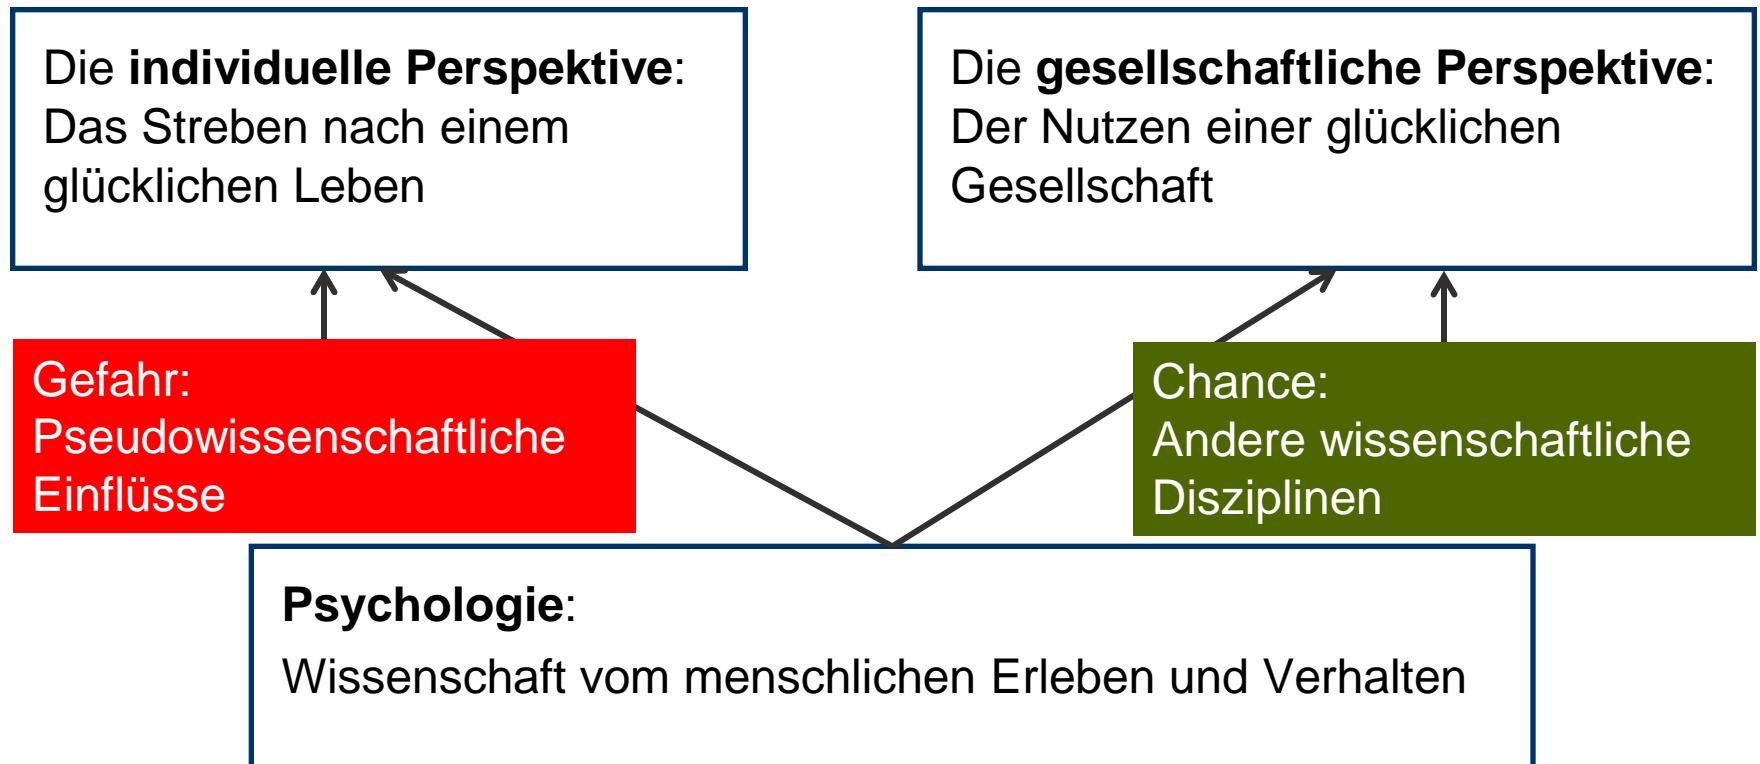 Die individuelle Perspektive:
Das Streben nach einem
glücklichen Leben
Die gesellschaftliche Perspektive:
Der Nutzen einer glücklichen
Gesellschaft
Gefahr:
Pseudowissenschaftliche
Einflüsse
Chance:
Andere wissenschaftliche
Disziplinen
Psychologie:
Wissenschaft vom menschlichen Erleben und Verhalten